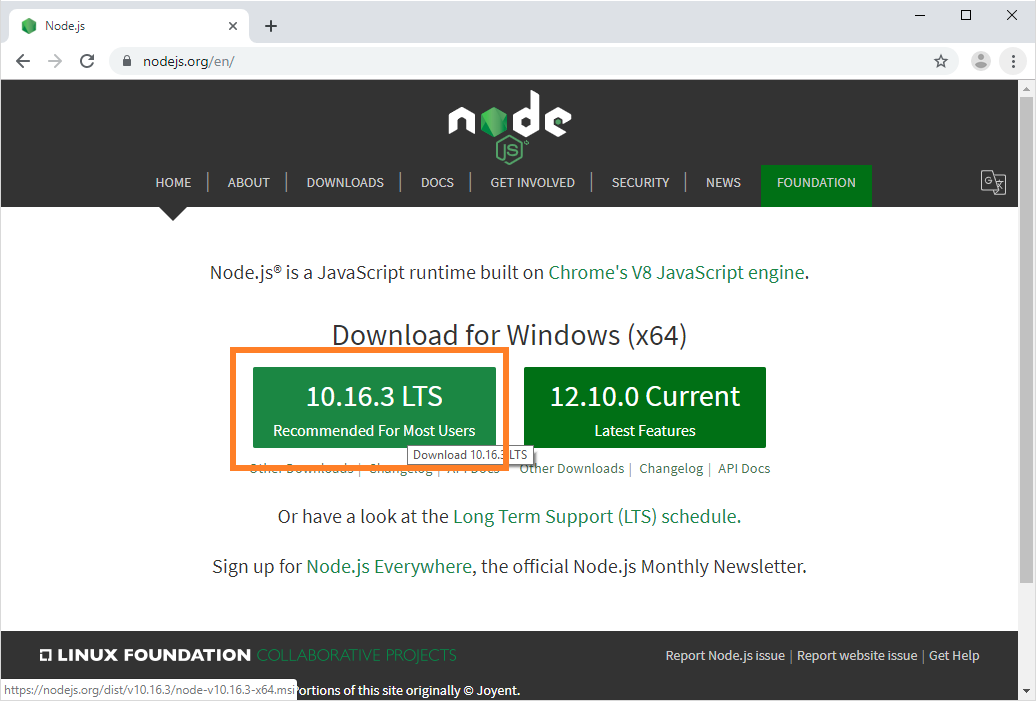 Node.js
nodejs.org/en/
node
JS
HOME | ABOUT | DOWNLOADS | DOCS | GET INVOLVED | SECURITY | NEWS FOUNDATION
Node.js® is a JavaScript runtime built on Chrome's V8 JavaScript engine.
Download for Windows (x64)
10.16.3 LTS
Recommended For Most Users
12.10.0 Current
Latest Features
Download 10.16.3 LTS
Other Downloads | Changelog | API Docs
Other Downloads | Changelog | API Docs
Or have a look at the Long Term Support (LTS) schedule.
Sign up for Node.js Everywhere, the official Node.js Monthly Newsletter.
LINUX FOUNDATION COLLABORATIVE PROJECTS
Report Node.js issue | Report website issue | Get Help
https://nodejs.org/dist/v10.16.3/node-v10.16.3-x64.msi
Portions of this site originally © Joyent.